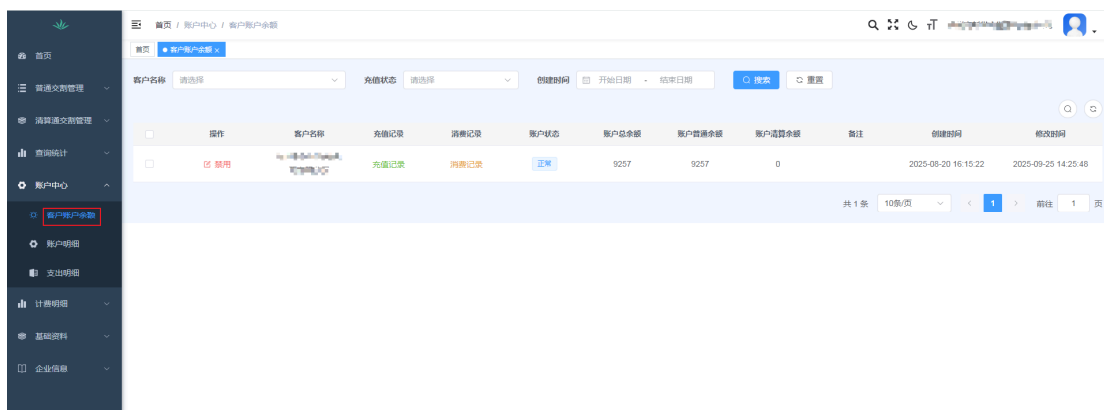 首页 / 账户中心 / 客户账户余额
首页 客户账户余额 ×
首页
普通交割管理
清算通交割管理
查询统计
账户中心
客户账户余额
账户明细
支出明细
计费明细
基础资料
企业信息
客户名称 请选择 充值状态 请选择 创建时间 开始日期 - 结束日期 搜索 重置
操作 客户名称 充值记录 消费记录 账户状态 账户总余额 账户普通余额 账户清算余额 备注 创建时间 修改时间
禁用 充值记录 消费记录 正常 9257 9257 0 2025-08-20 16:15:22 2025-09-25 14:25:48
共 1 条 10条/页 1 前往 1 页